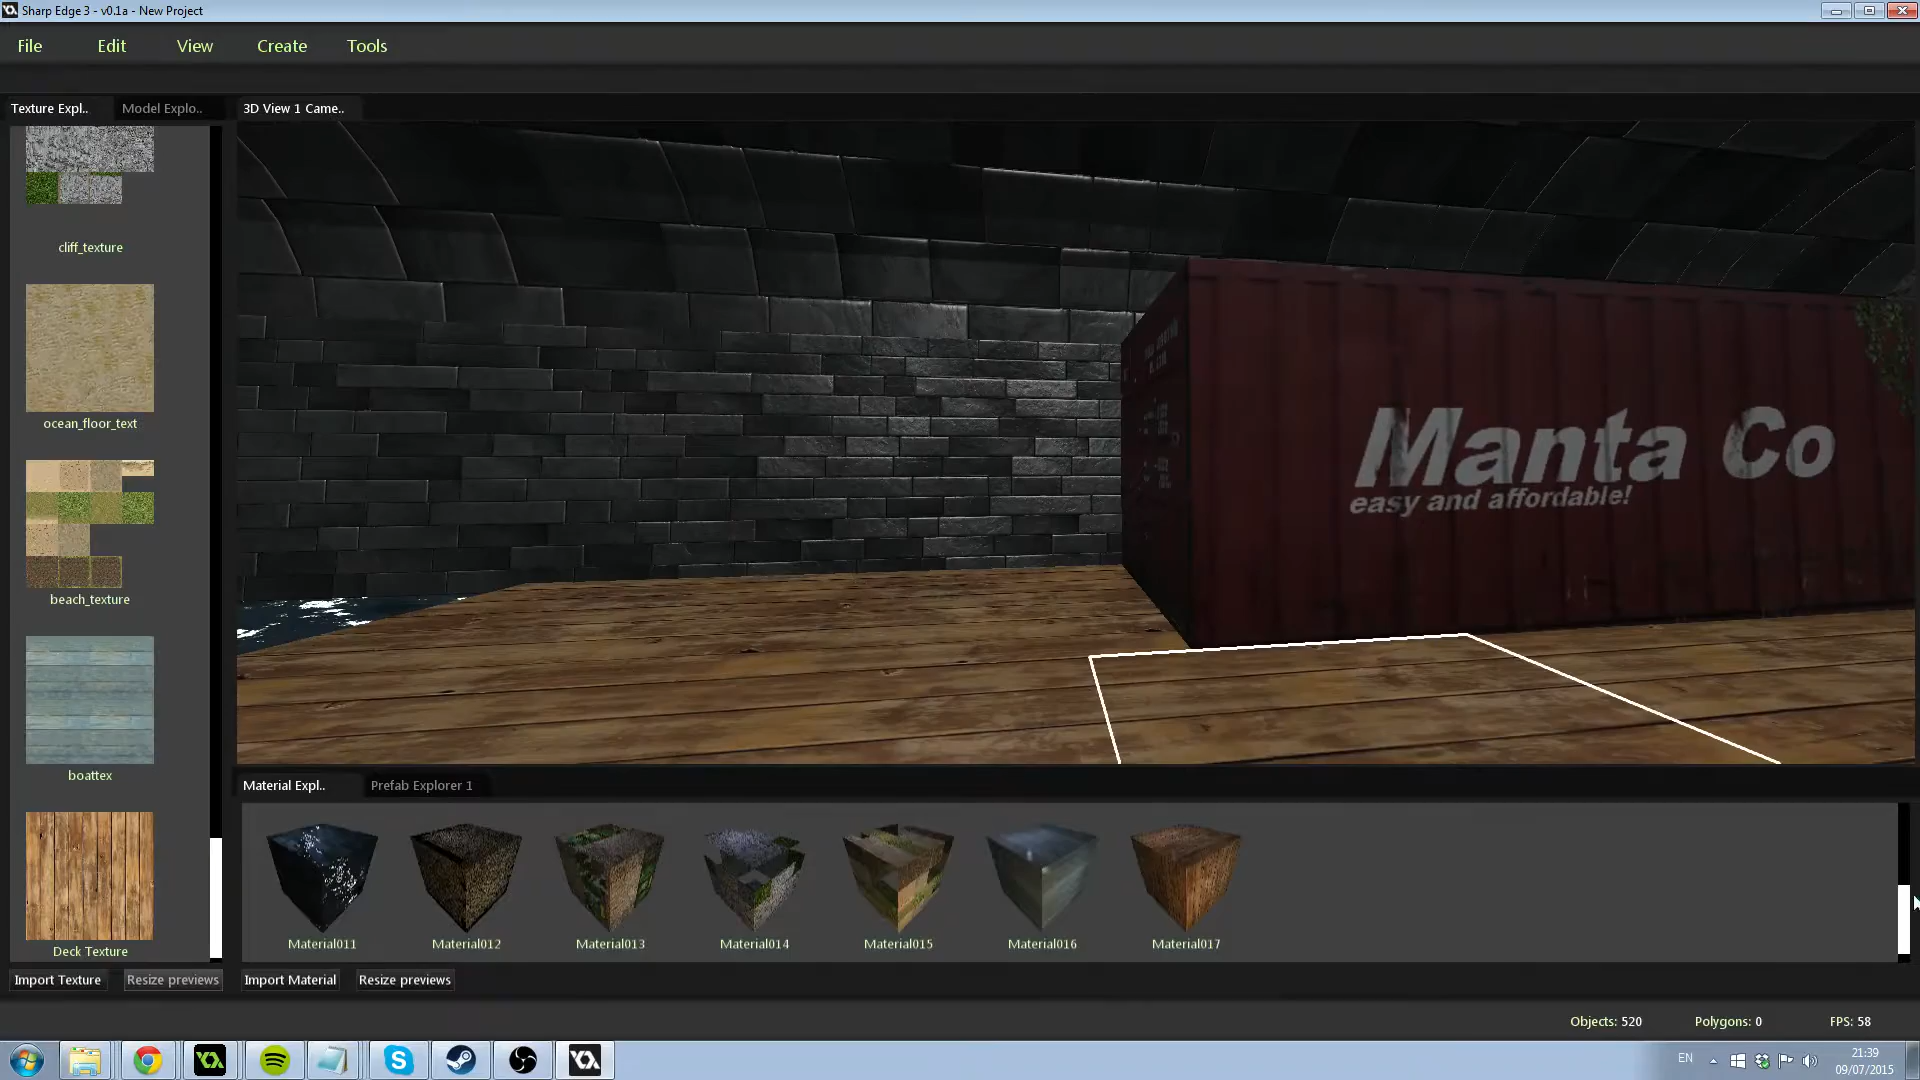 Sharp Edge 3 - v0.1a - New Project
File Edit View Create Tools
Texture Expl.. Model Explo.. 3D View 1 Came..
cliff_texture
ocean_floor_text
beach_texture
boattex
Deck Texture
Import Texture Resize previews
Manta Co
easy and affordable!
Material Expl.. Prefab Explorer 1
Material011 Material012 Material013 Material014 Material015 Material016 Material017
Import Material Resize previews
Objects: 520 Polygons: 0 FPS: 58
EN
21:39
09/07/2015